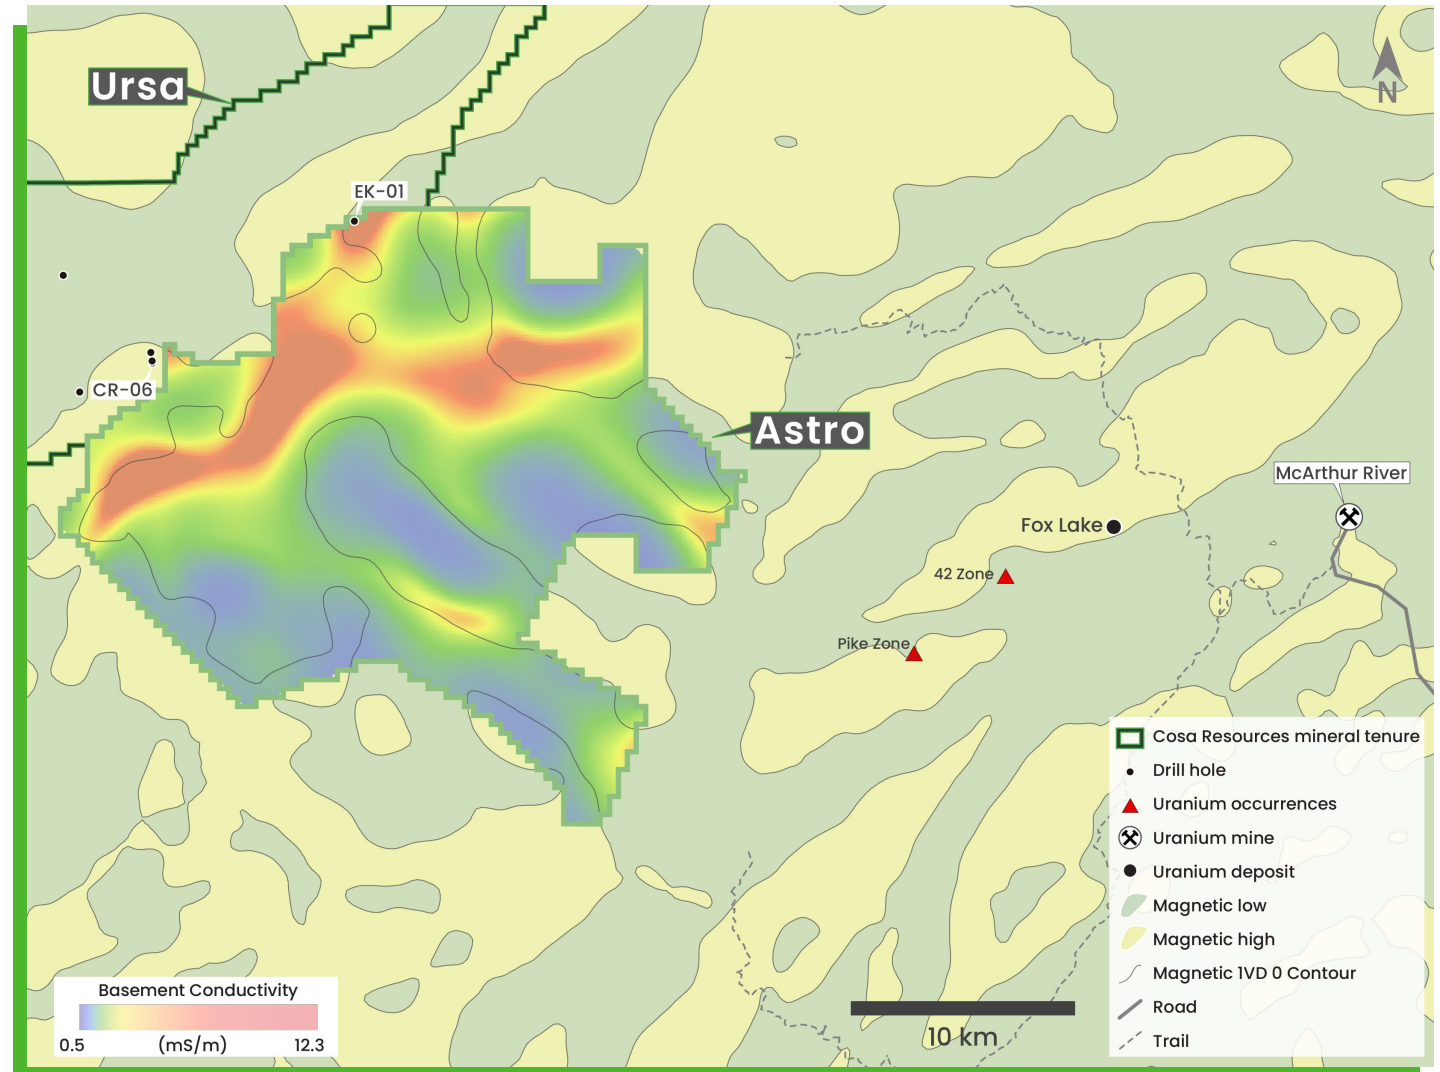 Ursa
N
EK-01
CR-06
Astro
McArthur River
Fox Lake
42 Zone
Pike Zone
Cosa Resources mineral tenure
Drill hole
Uranium occurrences
Uranium mine
Uranium deposit
Magnetic low
Magnetic high
Magnetic 1VD 0 Contour
Road
Trail
Basement Conductivity
0.5 (mS/m) 12.3
10 km